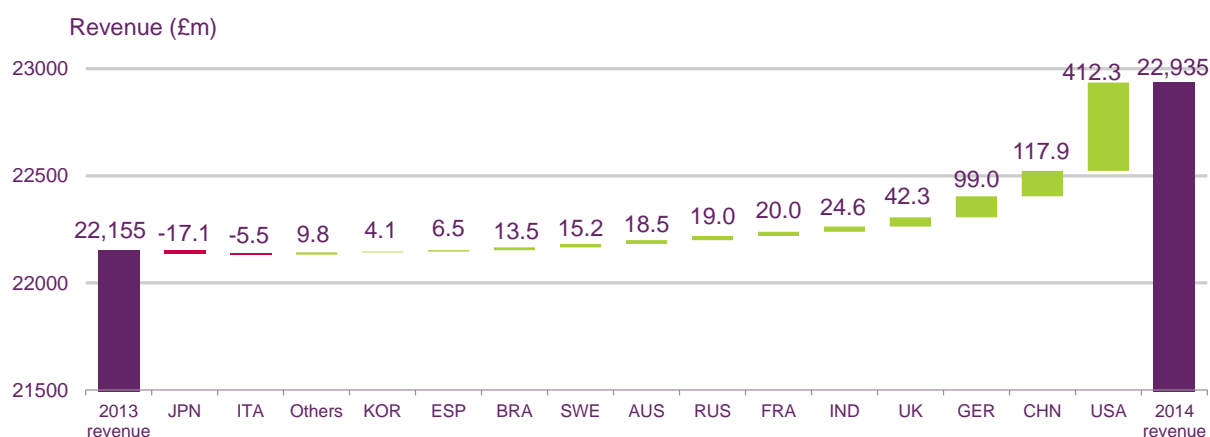 Revenue (£m)
23000
22500
22000
21500
22,155
-17.1
-5.5
9.8
4.1
6.5
13.5
15.2
18.5
19.0
20.0
24.6
42.3
99.0
117.9
412.3
22,935
2013 revenue
JPN
ITA
Others
KOR
ESP
BRA
SWE
AUS
RUS
FRA
IND
UK
GER
CHN
USA
2014 revenue